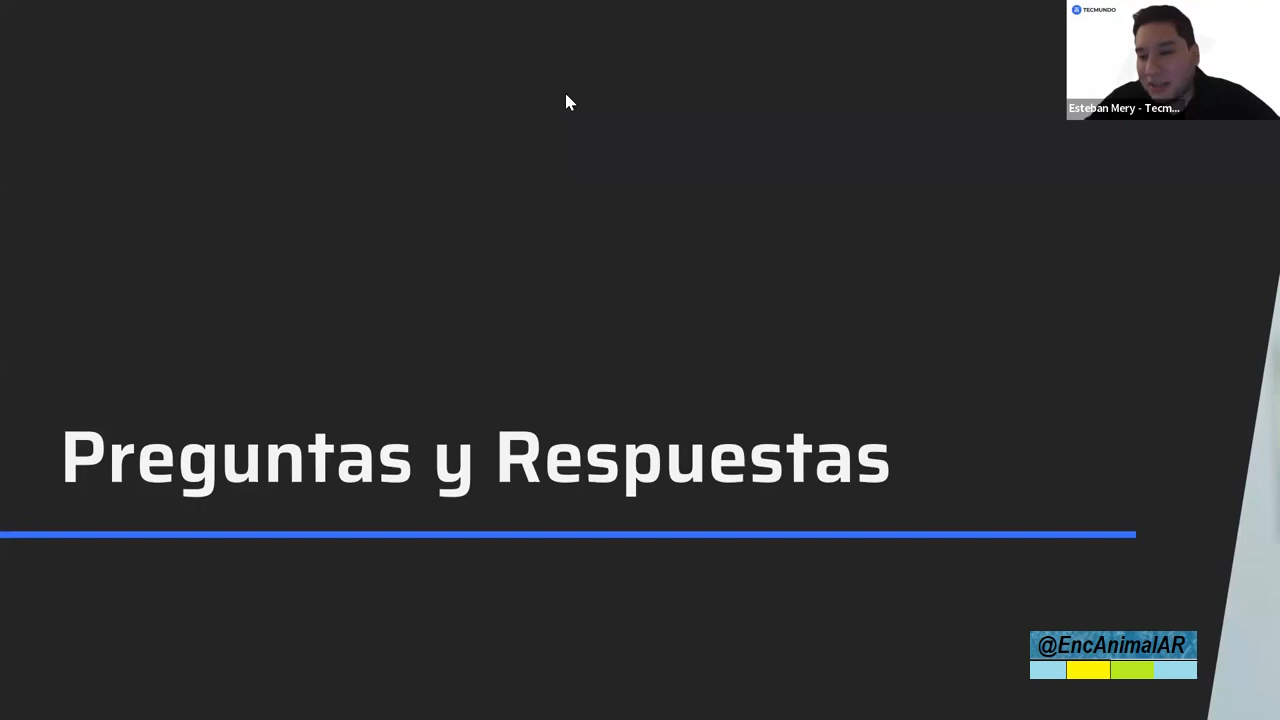 TECMUNDO
Esteban Mery - Tecm...
Preguntas y Respuestas
@EncAnimalAR